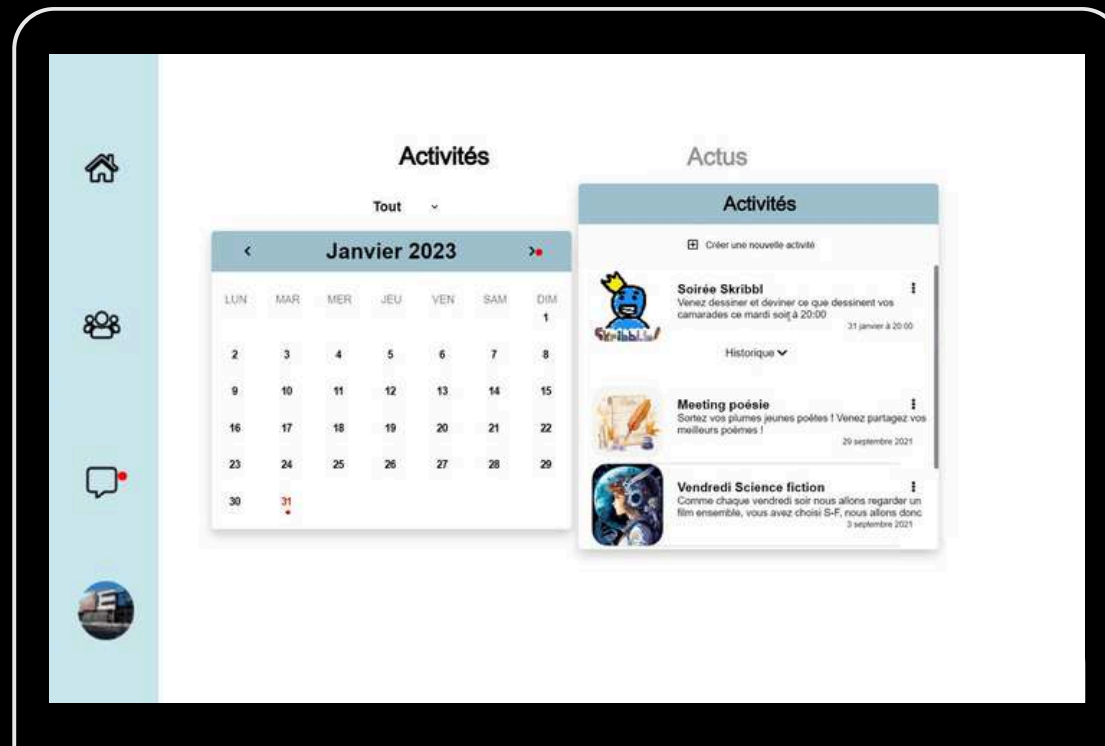 Activités
Actus
Tout
Janvier 2023
LUN MAR MER JEU VEN SAM DIM
1
2 3 4 5 6 7 8
9 10 11 12 13 14 15
16 17 18 19 20 21 22
23 24 25 26 27 28 29
30 31
Activités
Créer une nouvelle activité
Soirée Skribbl
Venez dessiner et deviner ce que dessinent vos
camarades ce mardi soir à 20:00
31 janvier à 20:00
Historique
Meeting poésie
Sortez vos plumes jeunes poêtes ! Venez partagez vos
meilleurs poèmes !
29 septembre 2021
Vendredi Science fiction
Comme chaque vendredi soir nous allons regarder un
film ensemble, vous avez choisi S-F, nous allons donc
3 septembre 2021